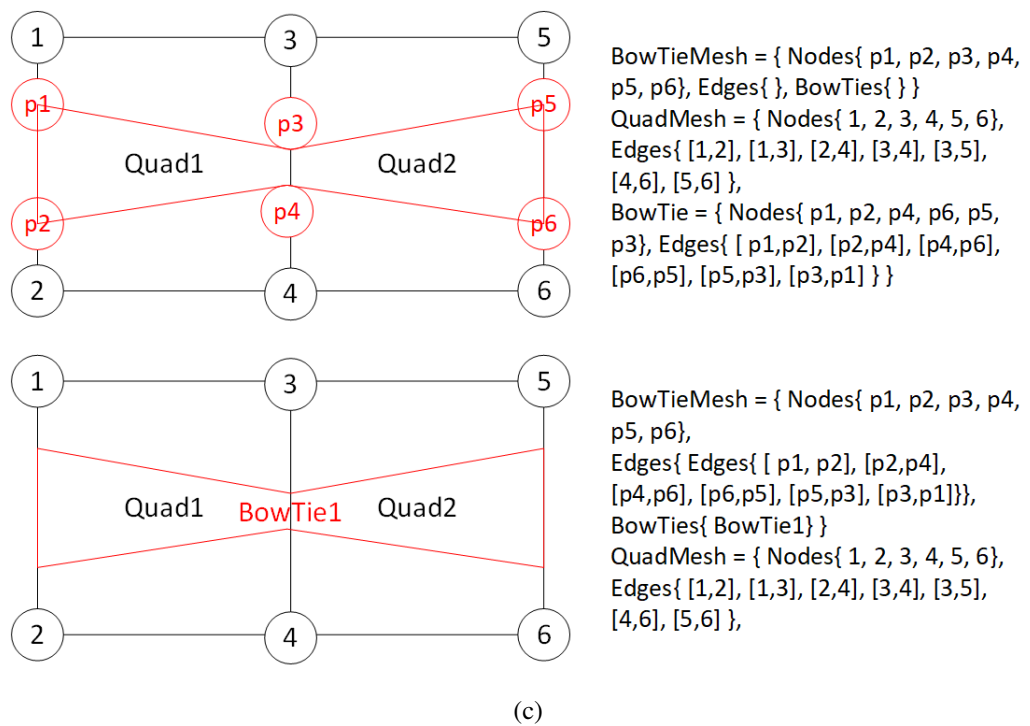 1 3 5
p1 p3 p5
Quad1 Quad2
p2 p4 p6
2 4 6
BowTieMesh = { Nodes{ p1, p2, p3, p4,
p5, p6}, Edges{ }, BowTies{ } }
QuadMesh = { Nodes{ 1, 2, 3, 4, 5, 6},
Edges{ [1,2], [1,3], [2,4], [3,4], [3,5],
[4,6], [5,6] },
BowTie = { Nodes{ p1, p2, p4, p6, p5,
p3}, Edges{ [ p1,p2], [p2,p4], [p4,p6],
[p6,p5], [p5,p3], [p3,p1] } }
1 3 5
Quad1 BowTie1 Quad2
2 4 6
BowTieMesh = { Nodes{ p1, p2, p3, p4,
p5, p6},
Edges{ Edges{ [ p1, p2], [p2,p4],
[p4,p6], [p6,p5], [p5,p3], [p3,p1]}},
BowTies{ BowTie1} }
QuadMesh = { Nodes{ 1, 2, 3, 4, 5, 6},
Edges{ [1,2], [1,3], [2,4], [3,4], [3,5],
[4,6], [5,6] },
(c)